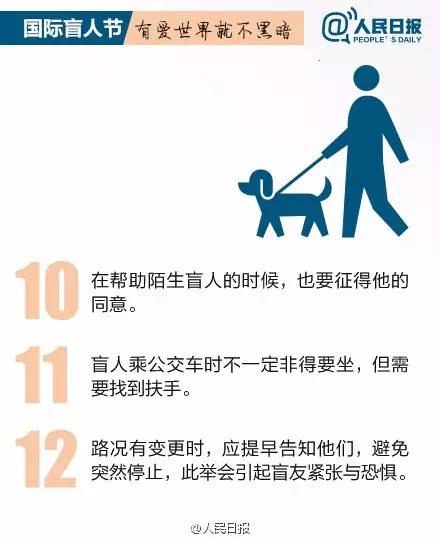 国际盲人节
有爱世界就不黑暗
@人民日报
PEOPLE'S DAILY
10
在帮助陌生盲人的时候，也要征得他的
同意。
11
盲人乘公交车时不一定非得要坐，但需
要找到扶手。
12
路况有变更时，应提早告知他们，避免
突然停止，此举会引起盲友紧张与恐惧。
@人民日报